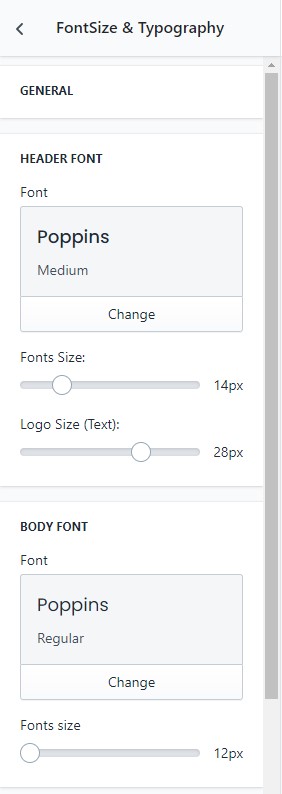 FontSize & Typography
GENERAL
HEADER FONT
Font
Poppins
Medium
Change
Fonts Size:
14px
Logo Size (Text):
28px
BODY FONT
Font
Poppins
Regular
Change
Fonts size
12px